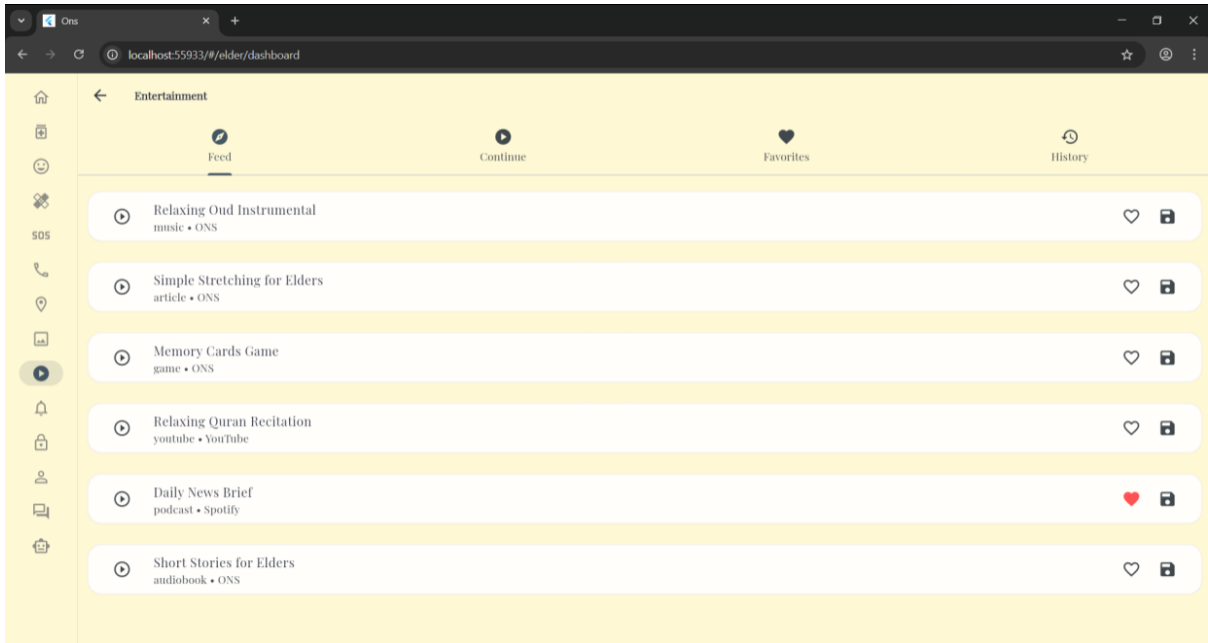 Ons
localhost:55933/#/elder/dashboard
Entertainment
Feed
Continue
Favorites
History
Relaxing Oud Instrumental
music • ONS
SOS
Simple Stretching for Elders
article • ONS
Memory Cards Game
game • ONS
Relaxing Quran Recitation
youtube • YouTube
Daily News Brief
podcast • Spotify
Short Stories for Elders
audiobook • ONS